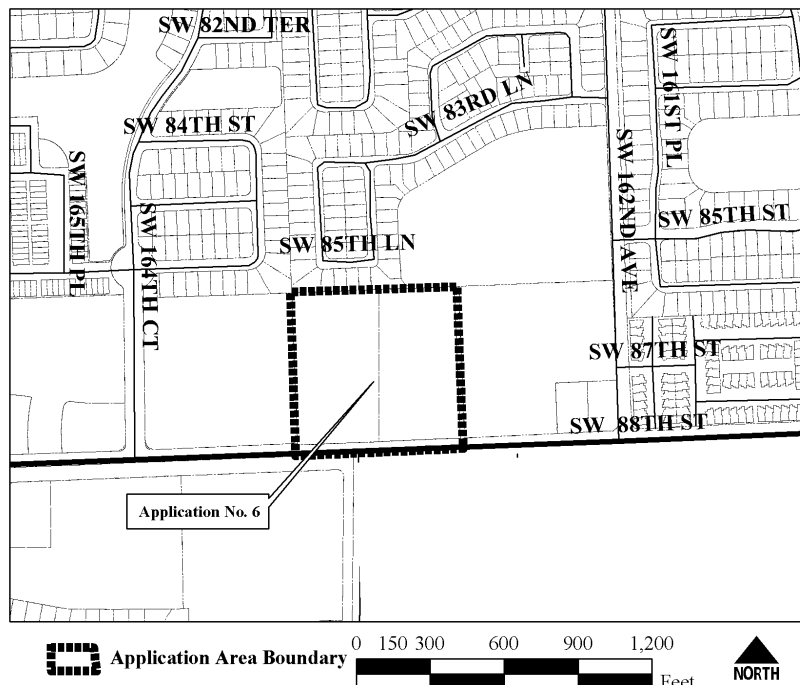 SW 82ND TER
SW 161ST PL
SW 83RD LN
SW 84TH ST
SW 162ND AVE
SW 165TH PL
SW 164TH CT
SW 85TH ST
SW 85TH LN
SW 87TH ST
SW 88TH ST
Application No. 6
Application Area Boundary
0 150 300 600 900 1,200
Feet
NORTH